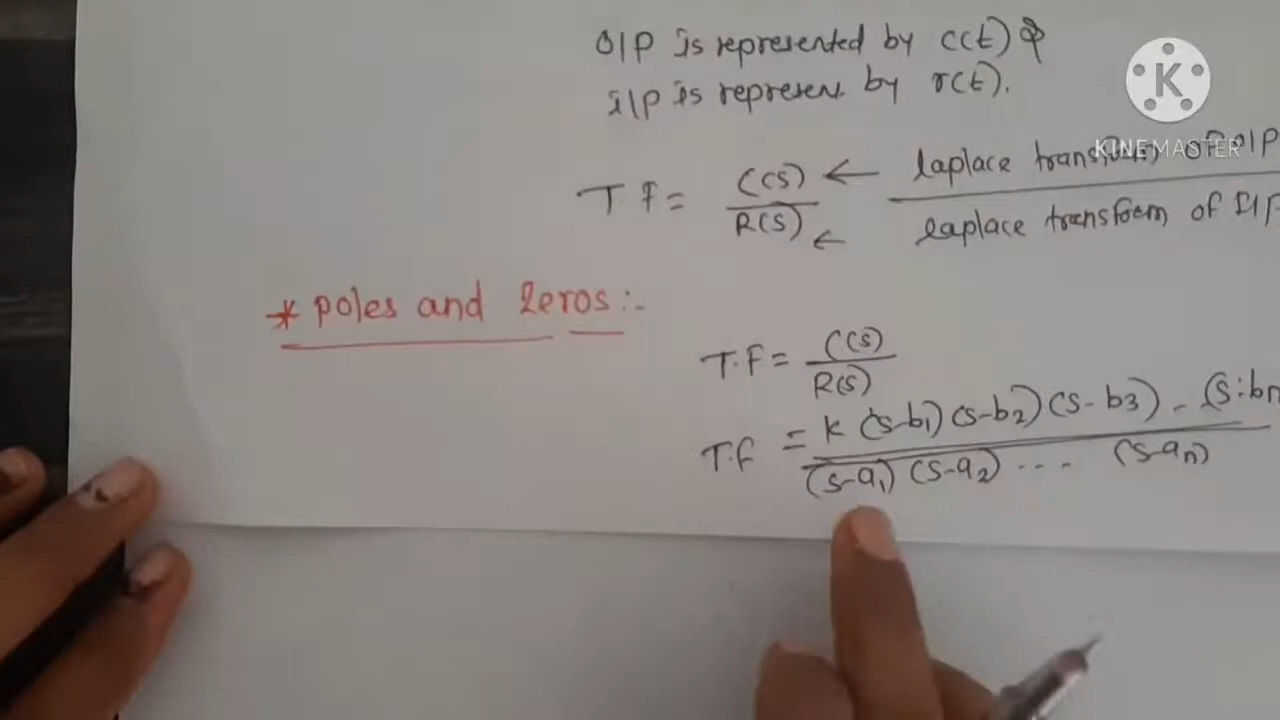 O/P is represented by c(t) &
i/p is represent by r(t).
K
KINEMASTER
T.F = C(S) / R(S) ← laplace transform of O/P / ← laplace transform of I/P
* poles and zeros :-
T.F = C(S) / R(S)
T.F = K (S-b1) (S-b2) (S-b3) - (S-bn / (S-a1) (S-a2) ---- (S-an)